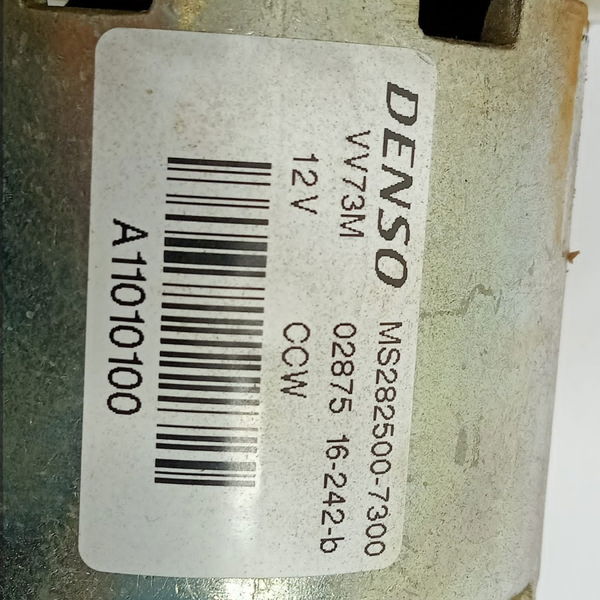 DENSO MS282500-7300
VV73M 02875 16-242-b
12V CCW
A11010100